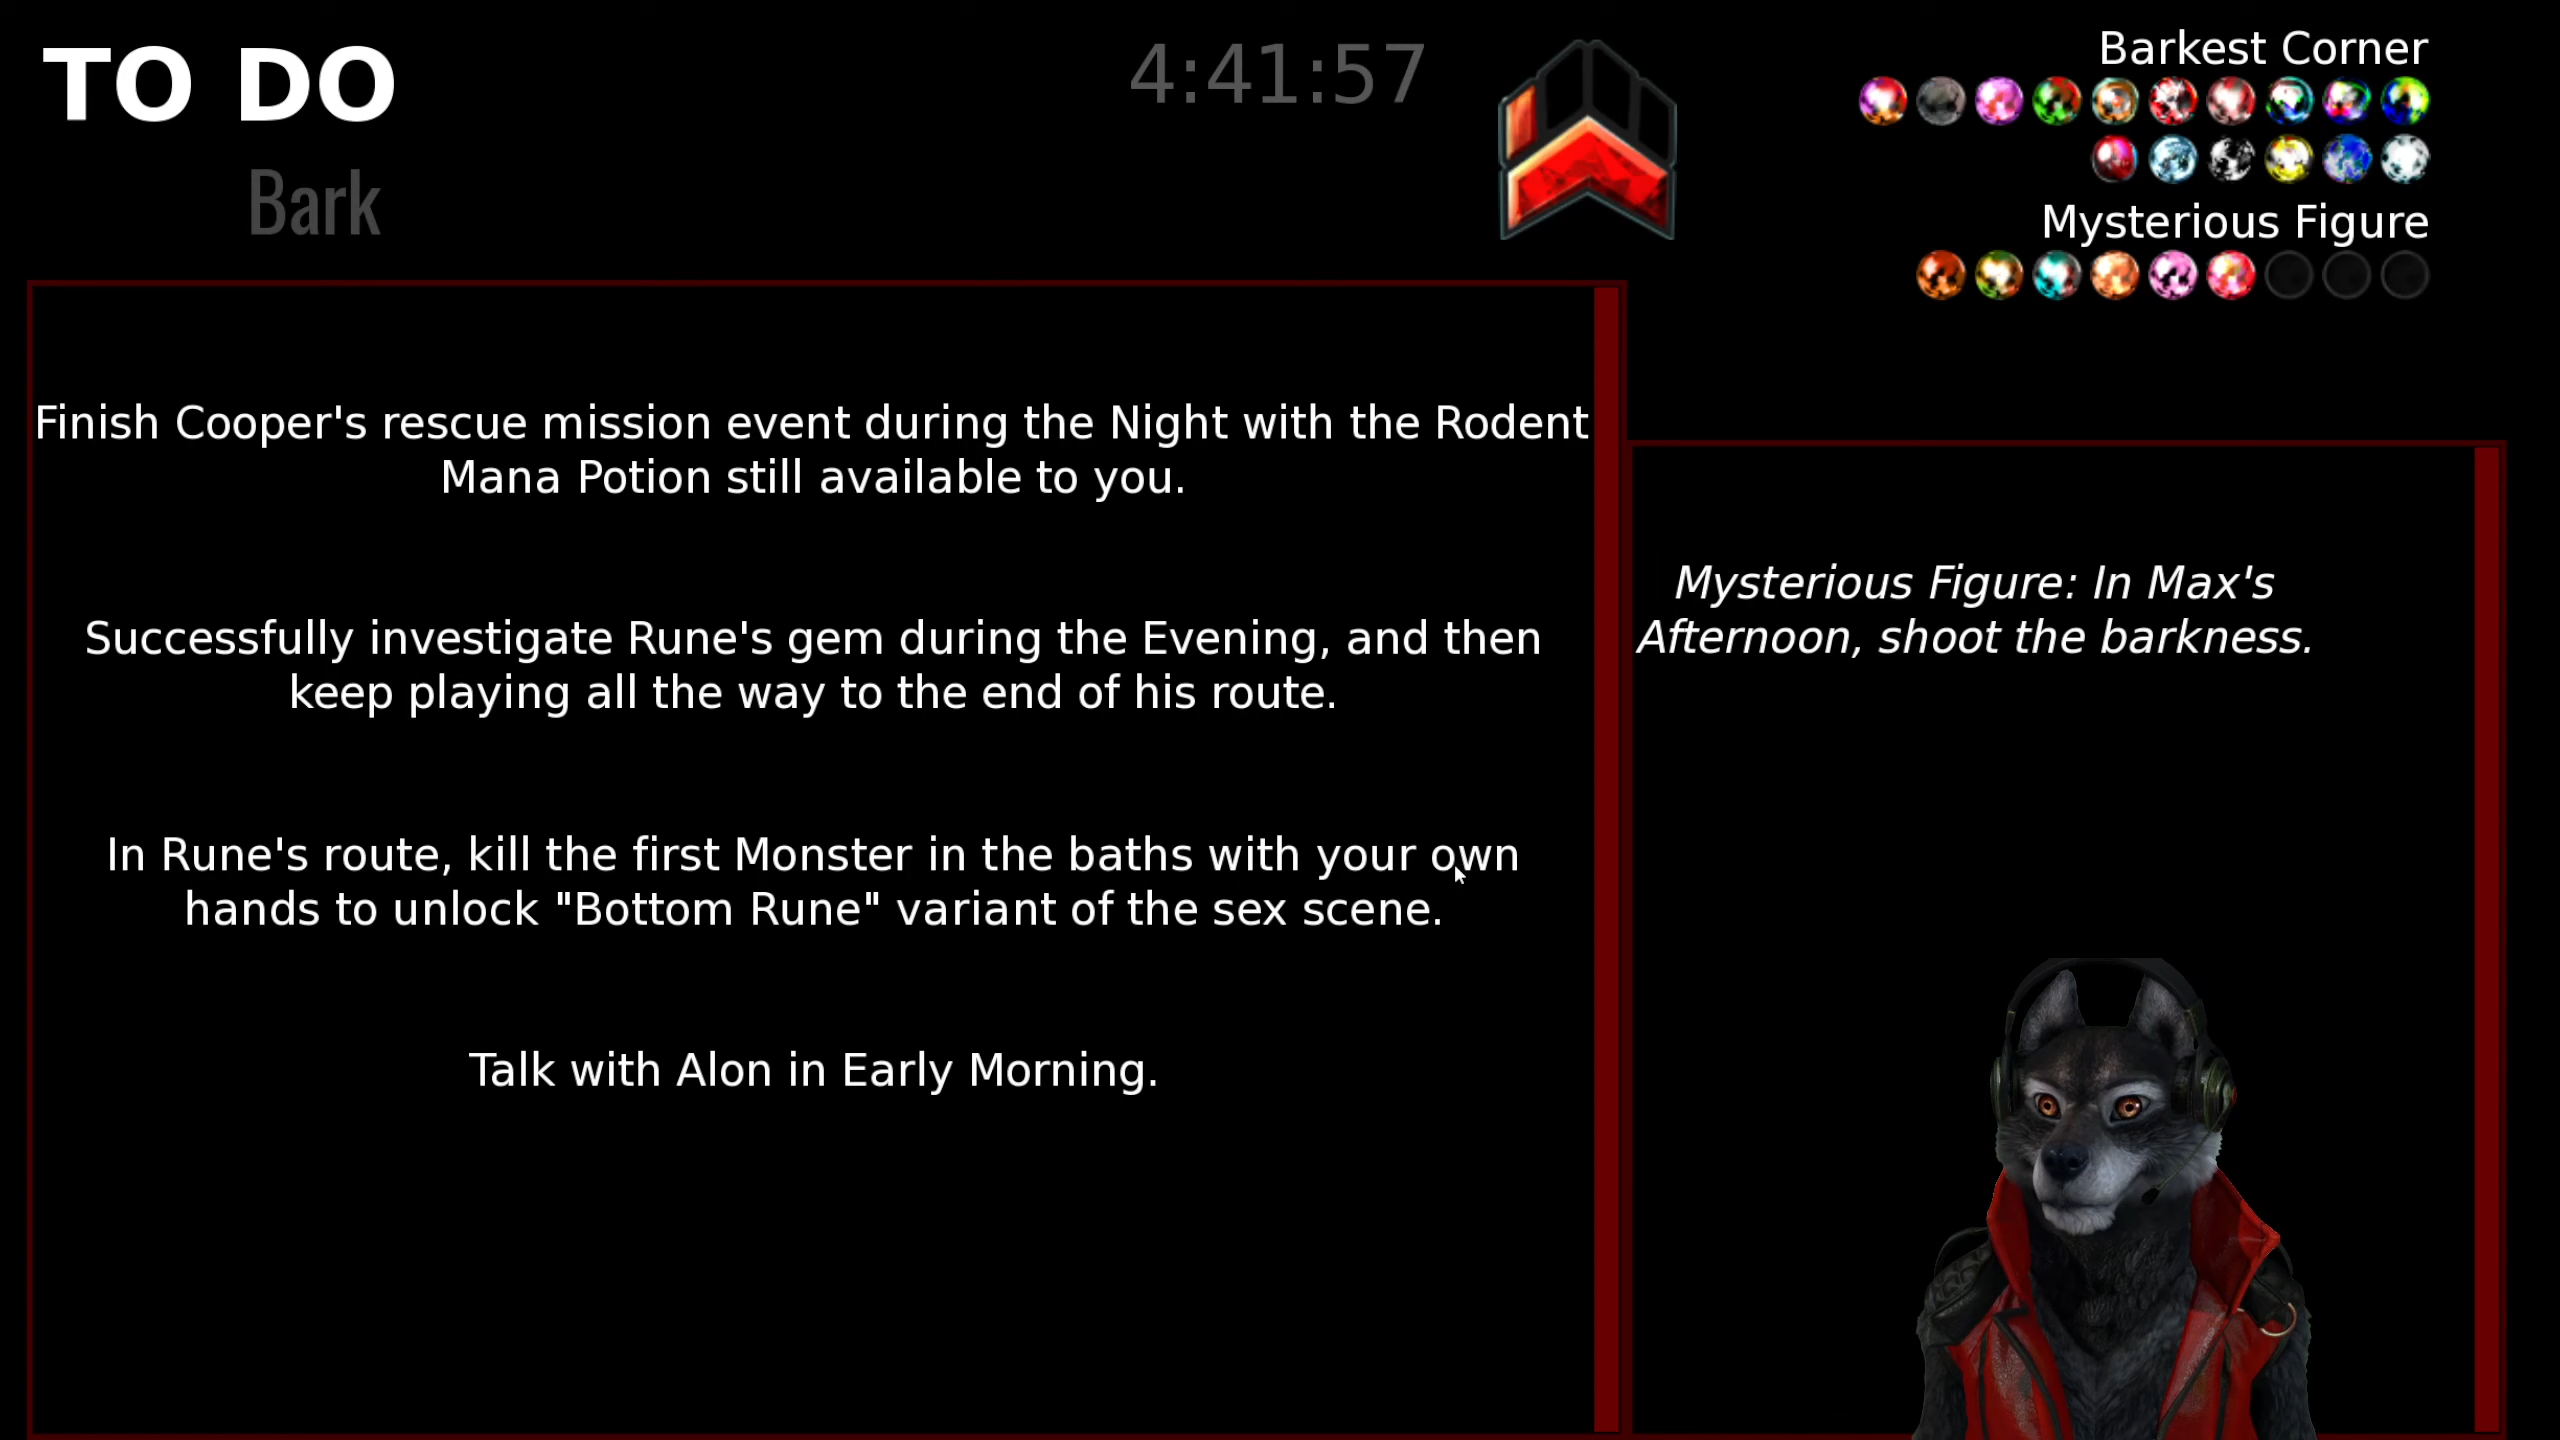 TO DO
Bark
4:41:57
Barkest Corner
Mysterious Figure
Finish Cooper's rescue mission event during the Night with the Rodent
Mana Potion still available to you.
Successfully investigate Rune's gem during the Evening, and then
keep playing all the way to the end of his route.
In Rune's route, kill the first Monster in the baths with your own
hands to unlock "Bottom Rune" variant of the sex scene.
Talk with Alon in Early Morning.
Mysterious Figure: In Max's
Afternoon, shoot the barkness.